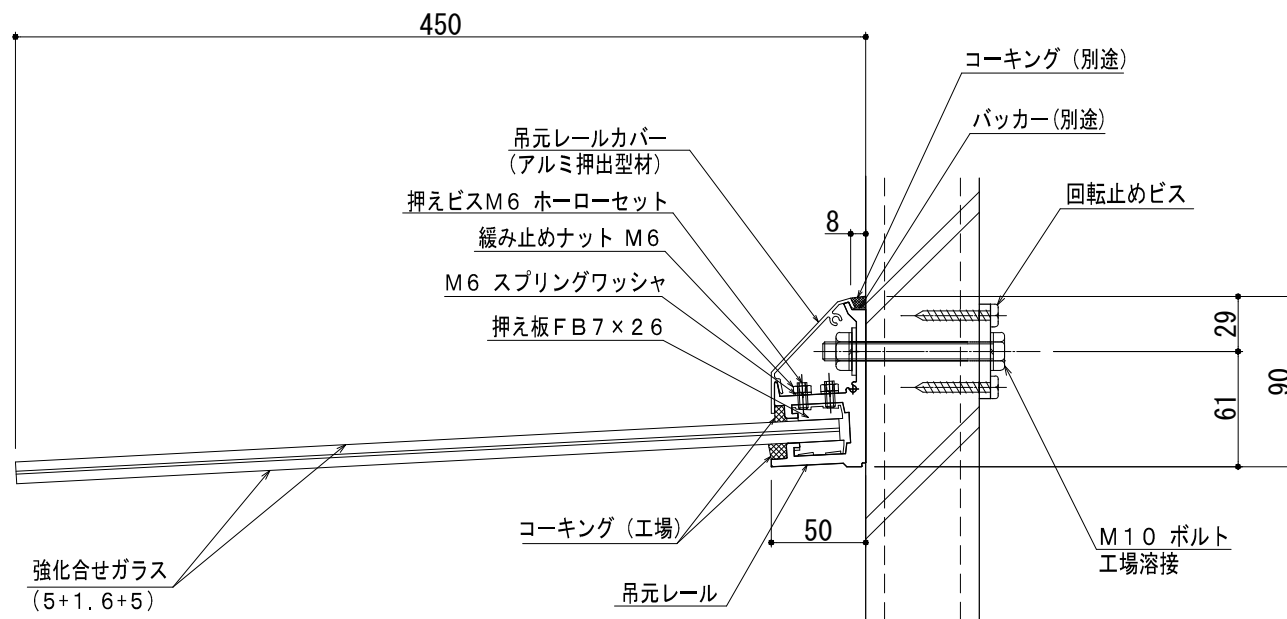 450
コーキング (別途)
バッカー(別途)
吊元レールカバー
(アルミ押出型材)
回転止めビス
押えビスM6 ホーローセット
8
緩み止めナット M6
M6 スプリングワッシャ
押え板FB7×26
29
90
61
コーキング (工場)
50
M10 ボルト
工場溶接
強化合せガラス
(5+1.6+5)
吊元レール